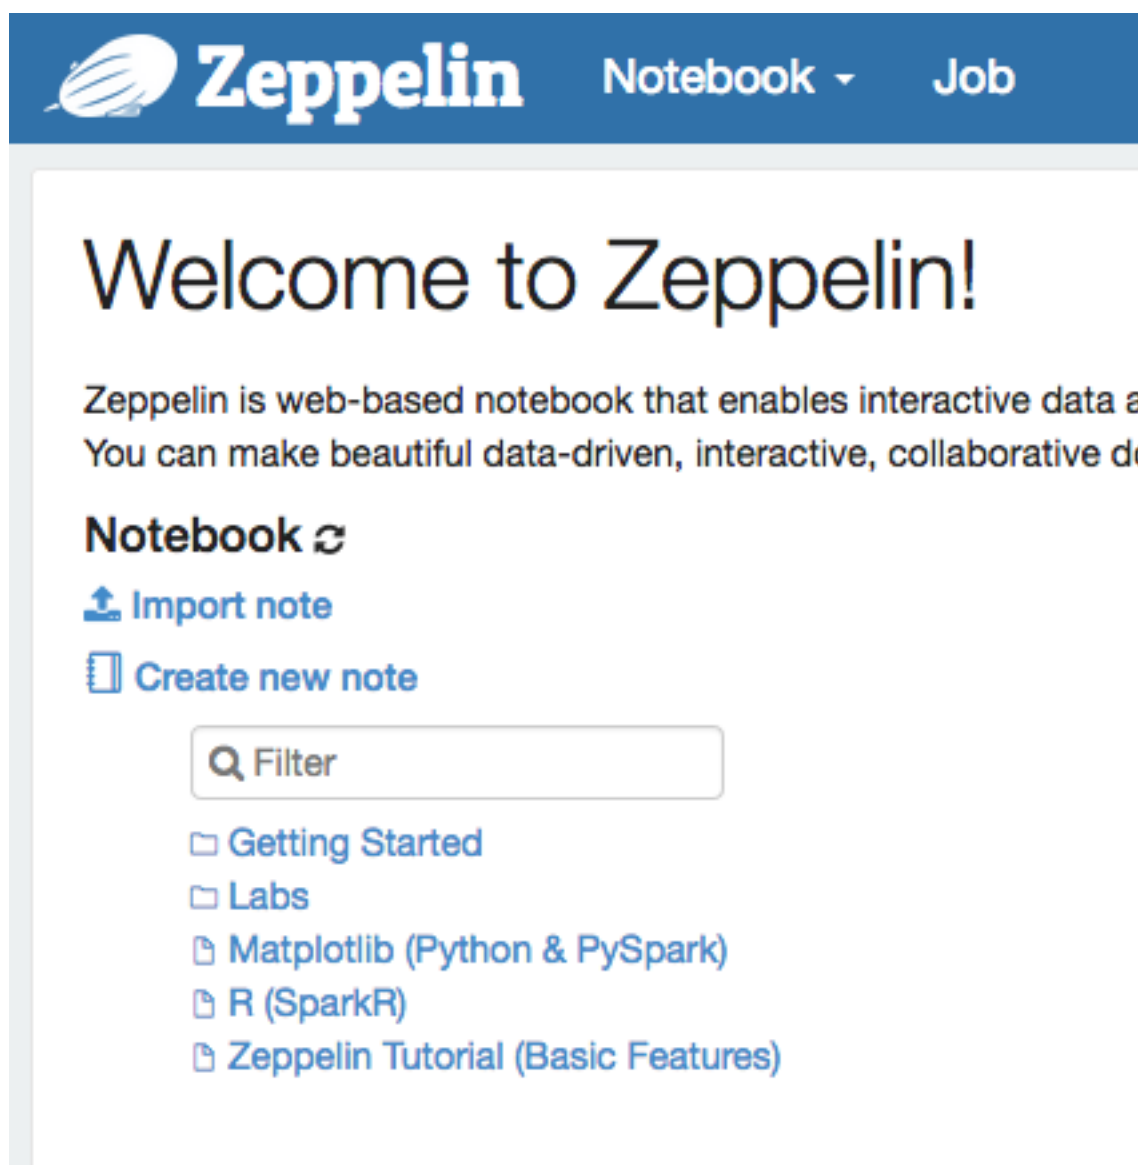 Zeppelin Notebook Job
Welcome to Zeppelin!
Zeppelin is web-based notebook that enables interactive data
You can make beautiful data-driven, interactive, collaborative
Notebook
Import note
Create new note
Filter
Getting Started
Labs
Matplotlib (Python & PySpark)
R (SparkR)
Zeppelin Tutorial (Basic Features)